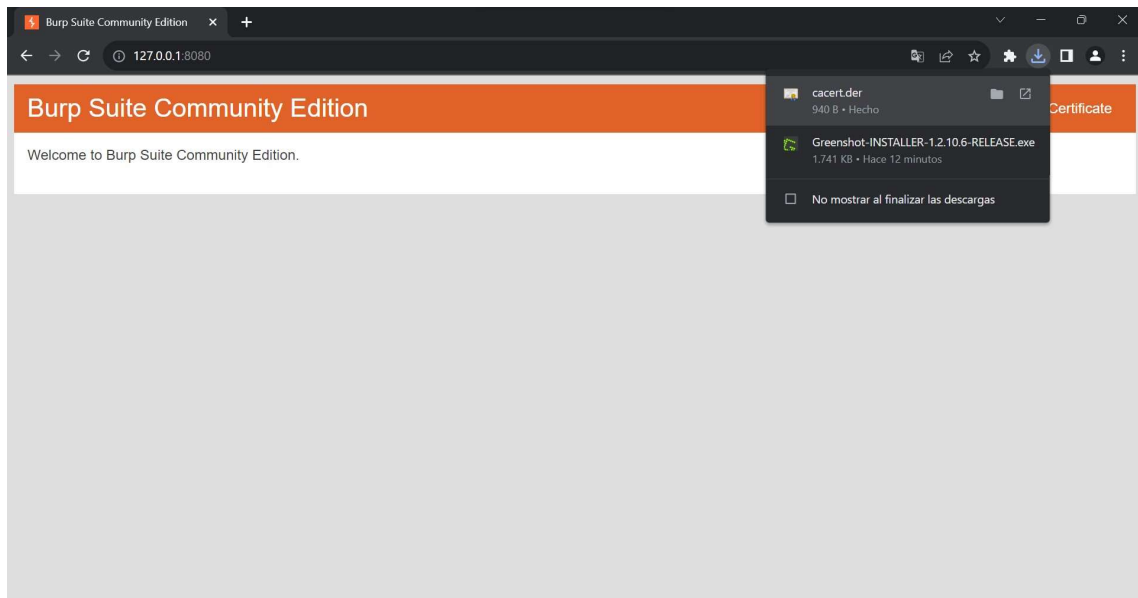 Burp Suite Community Edition
127.0.0.1:8080
Burp Suite Community Edition
Certificate
Welcome to Burp Suite Community Edition.
cacert.der
940 B • Hecho
Greenshot-INSTALLER-1.2.10.6-RELEASE.exe
1.741 KB • Hace 12 minutos
No mostrar al finalizar las descargas